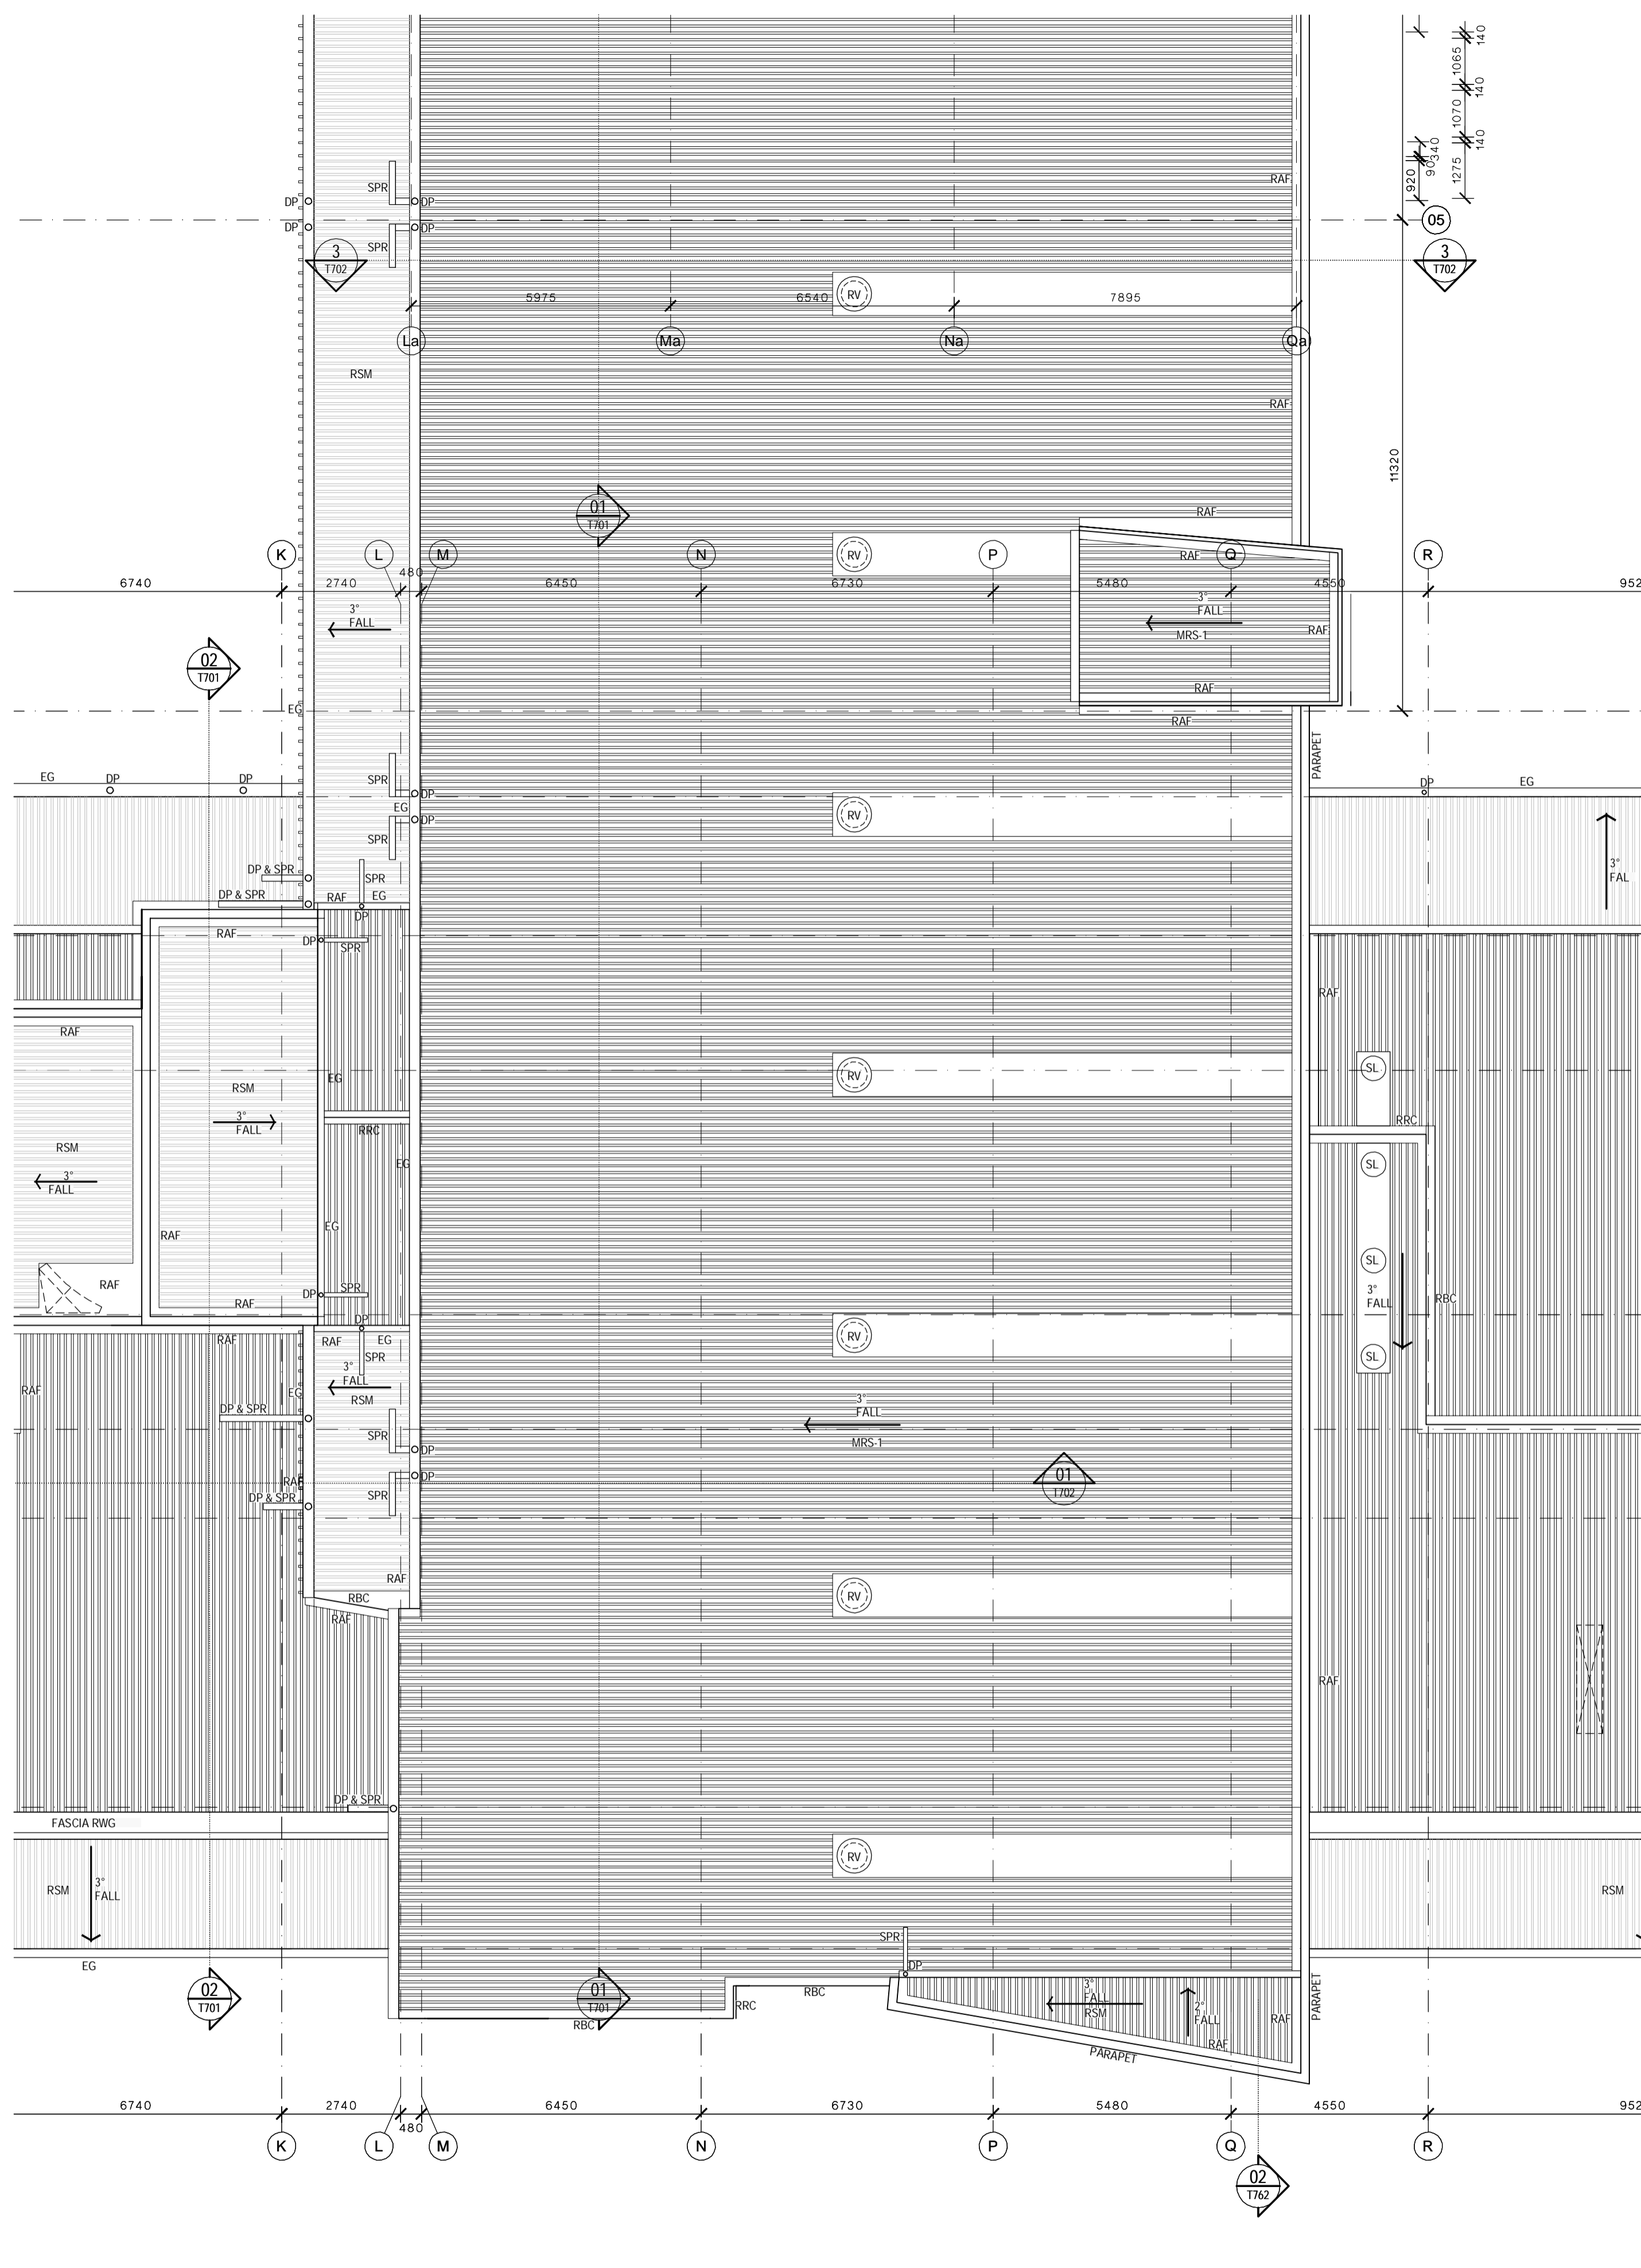 140
1065
140
1070
140
1275
340
90
920
RAF
SPR
DP
DP
05
DP
DP
SPR
3
T702
3
T702
RV
5975
6540
7895
La
Ma
Na
Qa
RSM
RAF
11320
01
T701
RAF
K
L
M
N
RV
P
RAF
Q
R
6740
2740
480
6450
6730
5480
4550
952
3°
FALL
3°
FALL
MRS-1
RAF
02
T701
RAF
EG
RAF
PARAPET
EG
DP
DP
SPR
DP
EG
DP
SPR
RV
DP
EG
3°
FAL
DP & SPR
SPR
DP & SPR
RAF
EG
DP
RAF
DP
SPR
RAF
RAF
RV
SL
RSM
EG
3°
FALL
RRC
RRC
RSM
EG
SL
3°
FALL
RAF
EG
SL
RAF
DP
SPR
3°
FALL
RBC
RAF
DP
RAF
RAF
EG
RV
SPR
SL
3°
FALL
RAF
EG
RSM
3°
FALL
DP & SPR
SPR
DP
MRS-1
RAF
DP
01
T702
DP & SPR
SPR
RAF
RBC
RV
RAF
RAF
DP & SPR
FASCIA RWG
RV
RSM
3°
FALL
RSM
SPR
EG
DP
02
T701
01
T701
RRC
RBC
RBC
3°
FALL
RSM
2°
FALL
RAF
RAF
PARAPET
PARAPET
6740
2740
480
6450
6730
5480
4550
952
K
L
M
N
P
Q
R
02
T762